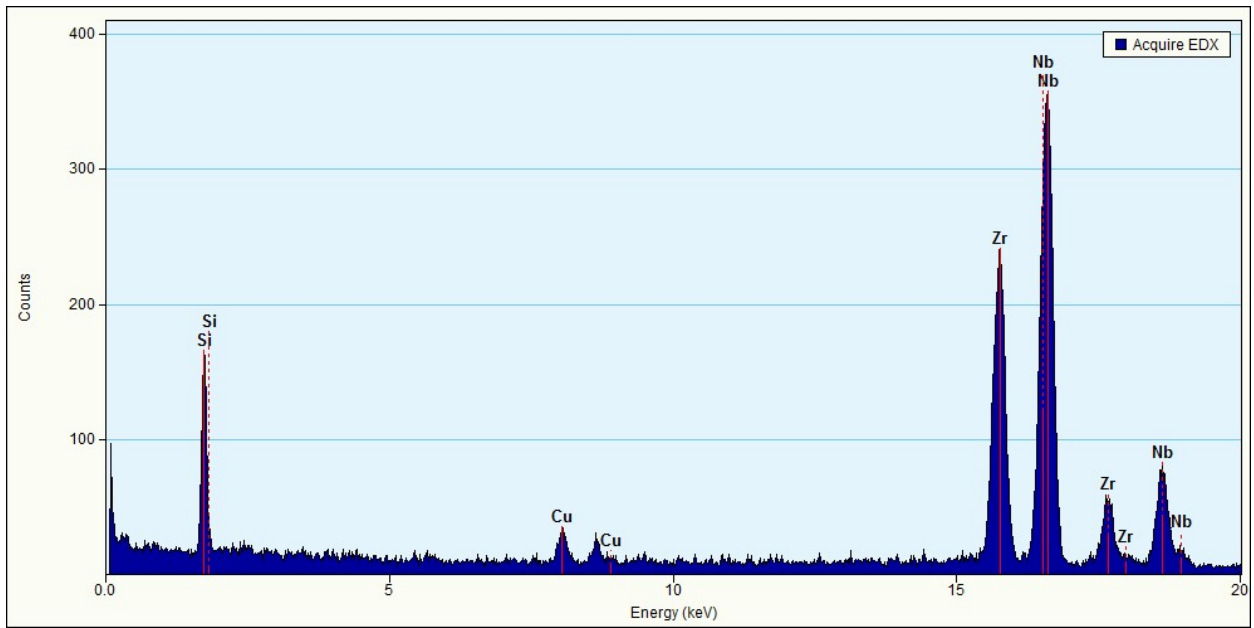 400
Acquire EDX
Nb
Nb
300
Zr
Counts
200
Si
Si
100
Nb
Zr
Cu
Nb
Cu
Zr
0.0
5
10
15
20
Energy (keV)